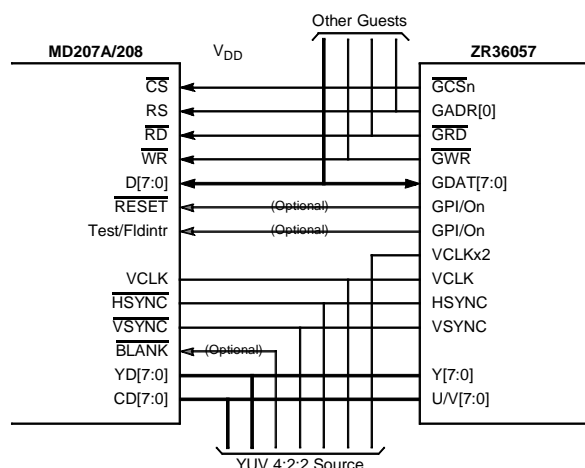 Other Guests
MD207A/208 VDD ZR36057
CS GCSn
RS GADR[0]
RD GRD
WR GWR
D[7:0] GDAT[7:0]
RESET (Optional) GPI/On
Test/Fldintr (Optional) GPI/On
VCLKx2
VCLK VCLK
HSYNC HSYNC
VSYNC VSYNC
BLANK (Optional)
YD[7:0] Y[7:0]
CD[7:0] U/V[7:0]
YUV 4:2:2 Source